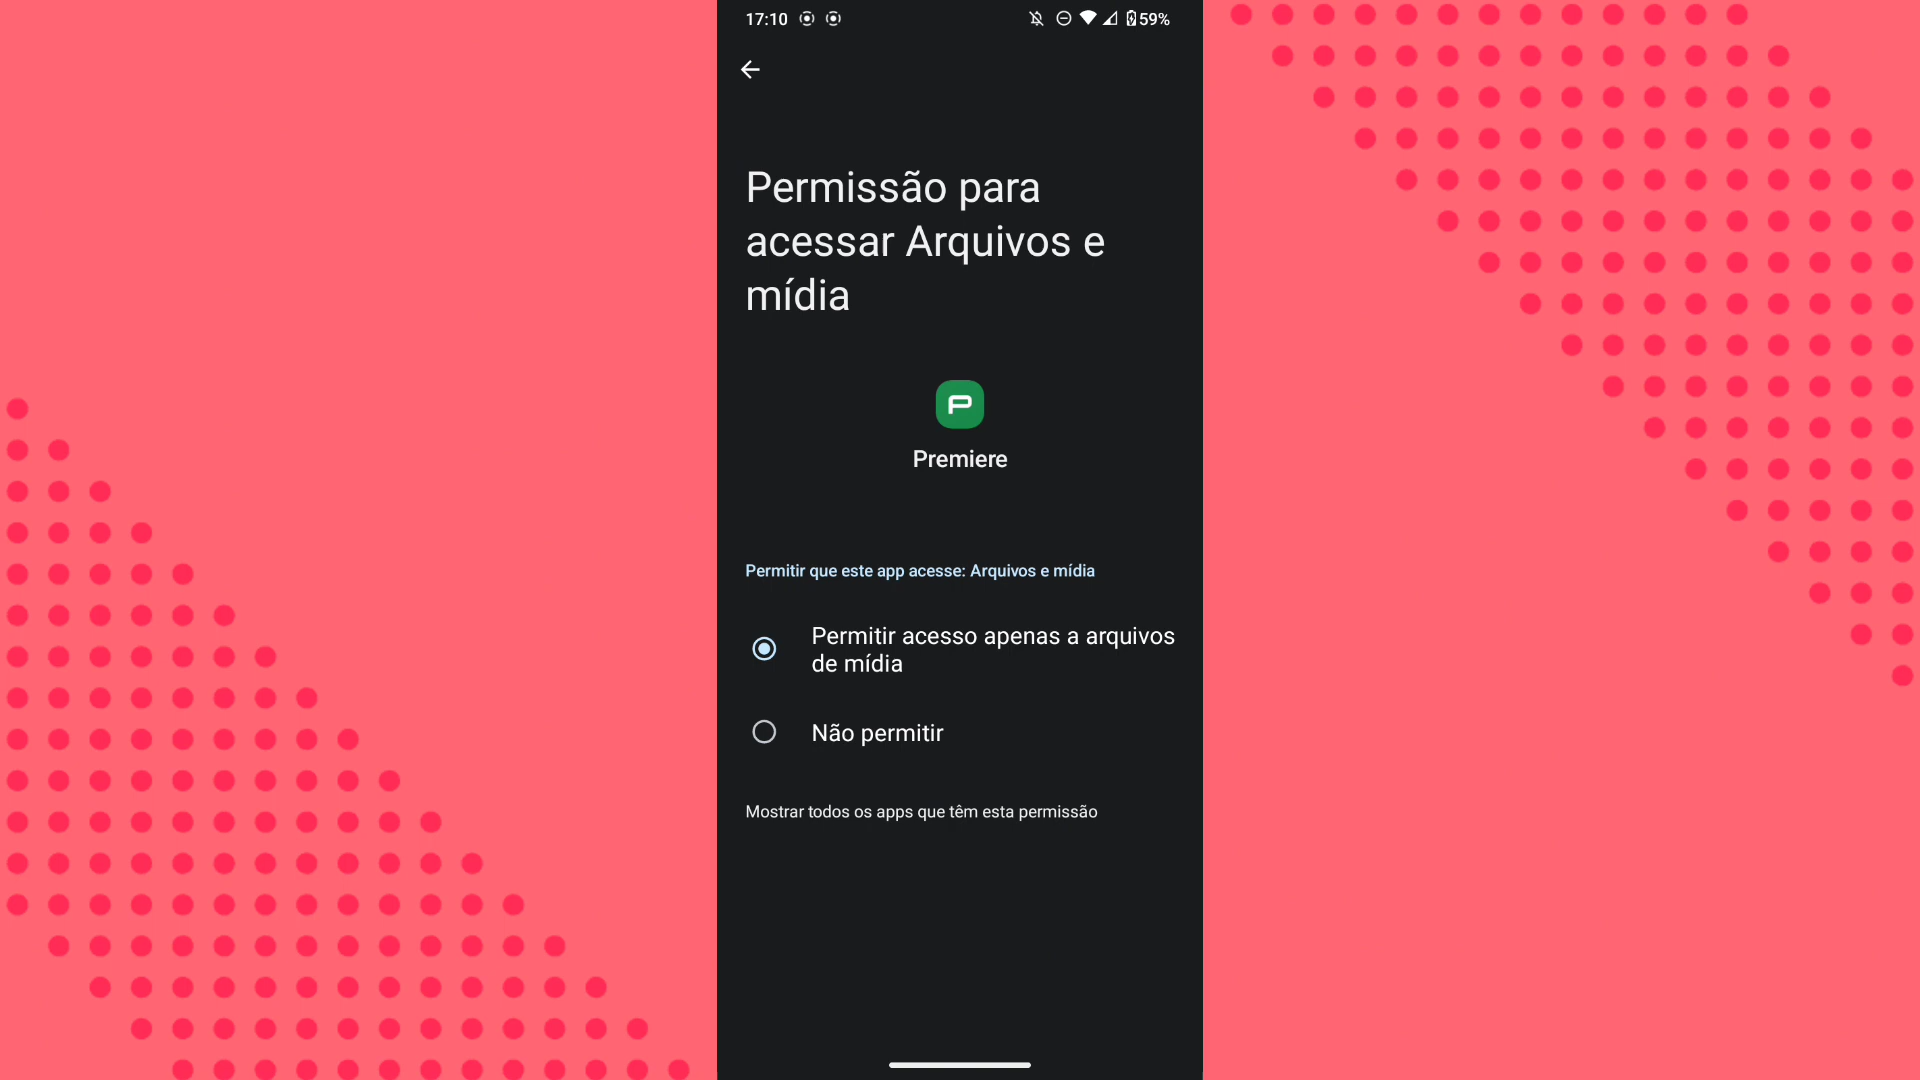 17:10
59%
Permissão para
acessar Arquivos e
mídia
Premiere
Permitir que este app acesse: Arquivos e mídia
Permitir acesso apenas a arquivos
de mídia
Não permitir
Mostrar todos os apps que têm esta permissão